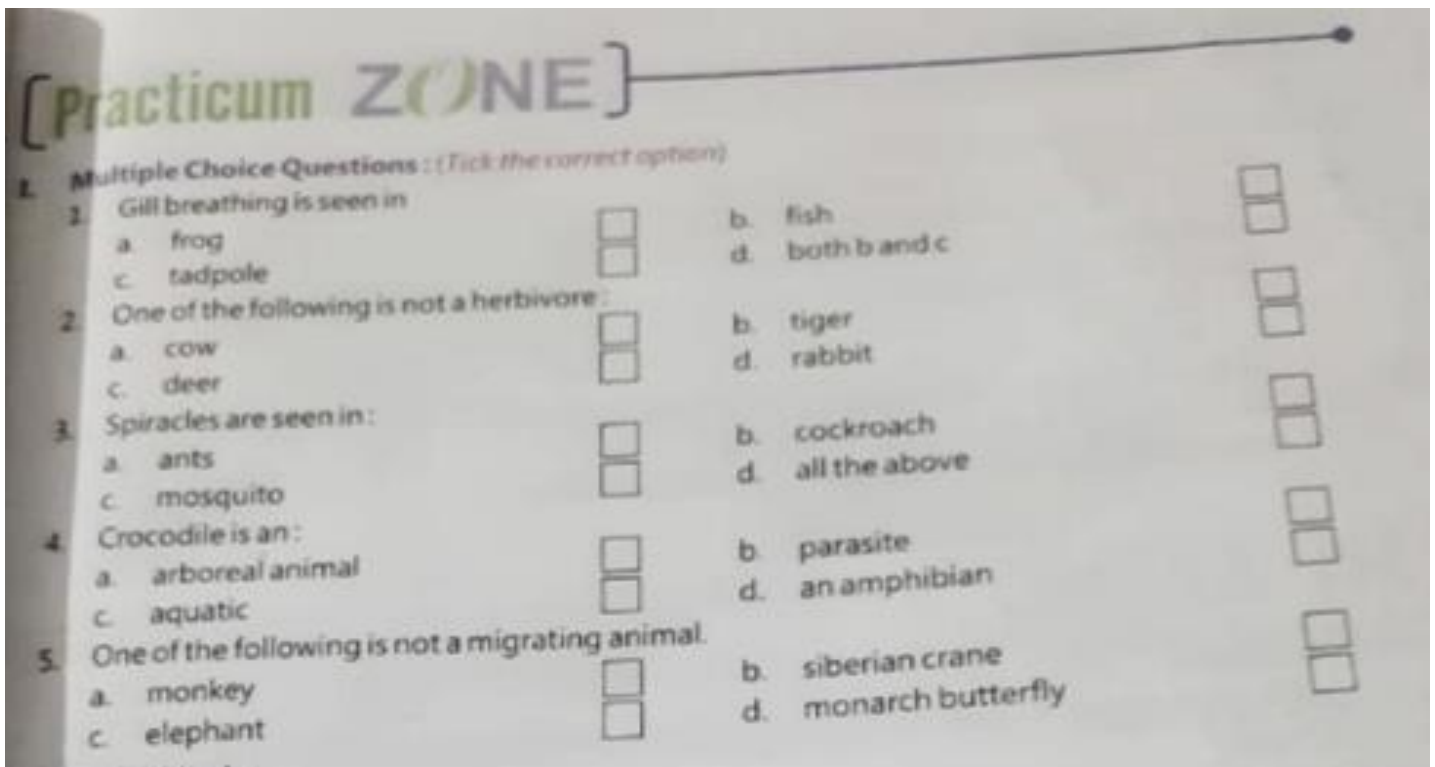 [Practicum ZONE]
1. Multiple Choice Questions : (Tick the correct option)
1. Gill breathing is seen in
a. frog b. fish
c. tadpole d. both b and c
2. One of the following is not a herbivore :
a. cow b. tiger
c. deer d. rabbit
3. Spiracles are seen in :
a. ants b. cockroach
c. mosquito d. all the above
4. Crocodile is an :
a. arboreal animal b. parasite
c. aquatic d. an amphibian
5. One of the following is not a migrating animal.
a. monkey b. siberian crane
c. elephant d. monarch butterfly